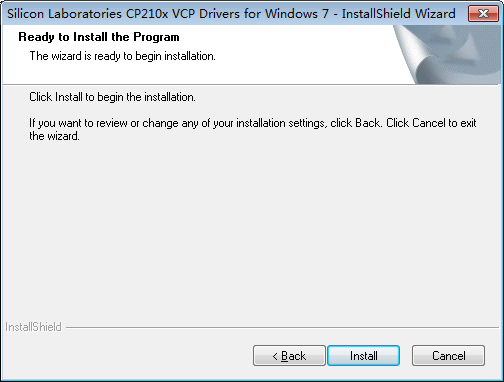 Silicon Laboratories CP210x VCP Drivers for Windows 7 - InstallShield Wizard
Ready to Install the Program
The wizard is ready to begin installation.
Click Install to begin the installation.
If you want to review or change any of your installation settings, click Back. Click Cancel to exit
the wizard.
InstallShield
< Back Install Cancel